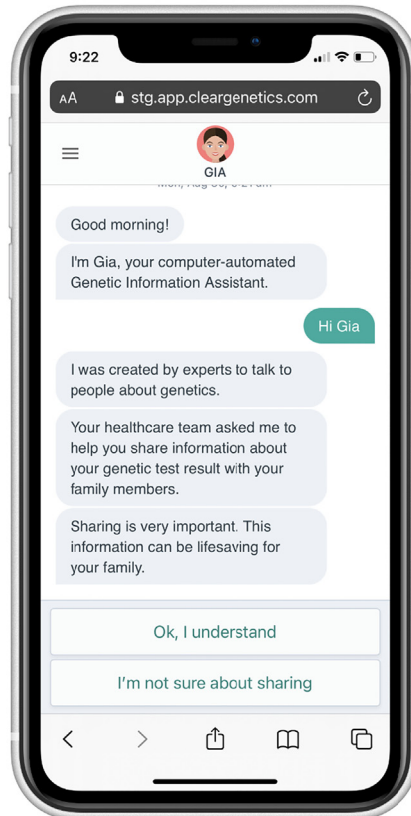 9:22
AA stg.app.cleargenetics.com
GIA
Good morning!
I'm Gia, your computer-automated
Genetic Information Assistant.
Hi Gia
I was created by experts to talk to
people about genetics.
Your healthcare team asked me to
help you share information about
your genetic test result with your
family members.
Sharing is very important. This
information can be lifesaving for
your family.
Ok, I understand
I'm not sure about sharing